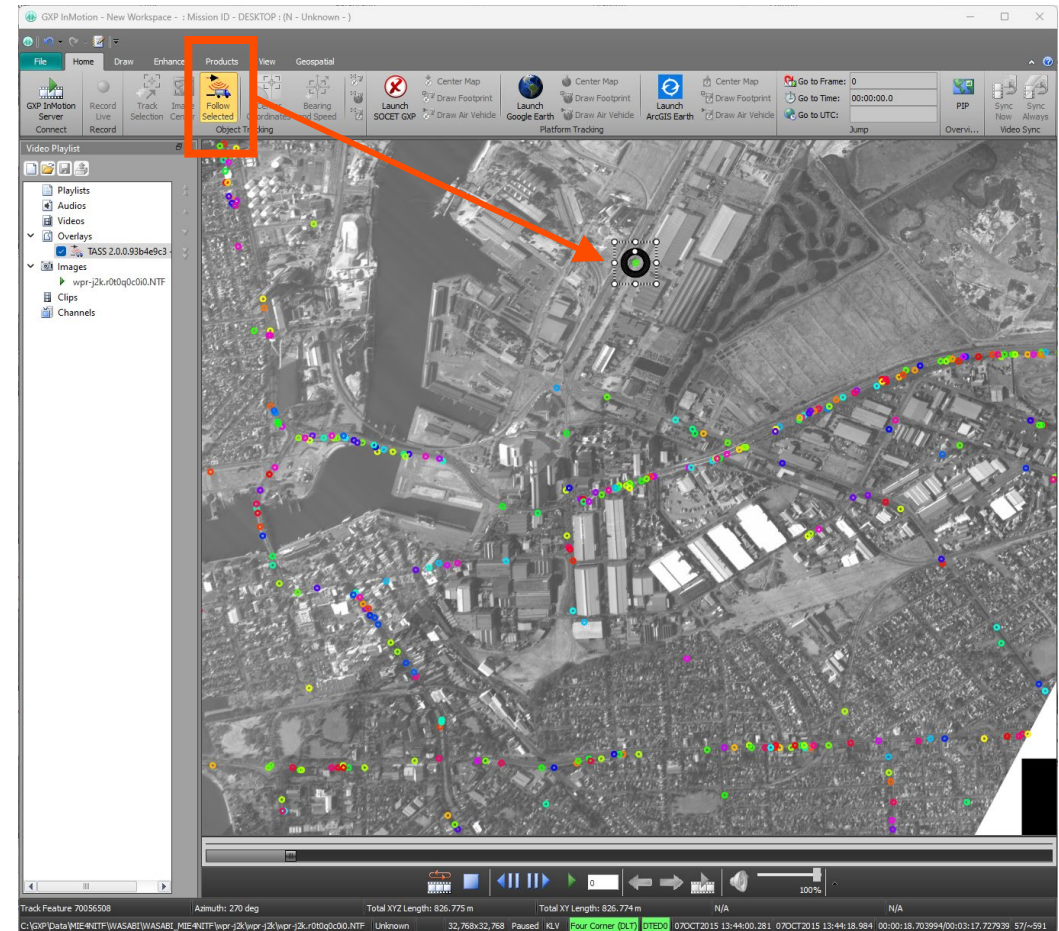 GXP InMotion - New Workspace - : Mission ID - DESKTOP : (N - Unknown - )
File Home Draw Enhance Products View Geospatial
GXP InMotion Server
Record Live
Track Selection
Image Center
Follow Selected
Center Coordinates
Bearing and Speed
Launch SOCET GXP
Center Map
Draw Footprint
Draw Air Vehicle
Launch Google Earth
Center Map
Draw Footprint
Draw Air Vehicle
Launch ArcGIS Earth
Center Map
Draw Footprint
Draw Air Vehicle
Go to Frame: 0
Go to Time: 00:00:00.0
Go to UTC:
PIP
Sync Now
Sync Always
Connect Record Object Tracking Platform Tracking Jump Overvi... Video Sync
Video Playlist
Playlists
Audios
Videos
Overlays
TASS 2.0.0.93b4e9c3 -
Images
wpr-j2k.r0t0q0c0i0.NTF
Clips
Channels
0
100%
Track Feature 70056508 Azimuth: 270 deg Total XYZ Length: 826.775 m Total XY Length: 826.774 m N/A N/A
C:\GXP\Data\MIE4NITF\WASABI\WASABI_MIE4NITF\wpr-j2k\wpr-j2k\wpr-j2k.r0t0q0c0i0.NTF Unknown 32,768x32,768 Paused KLV Four Corner (DLT) DTED0 07OCT2015 13:44:00.281 07OCT2015 13:44:18.984 00:00:18.703994/00:03:17.727939 57/~591